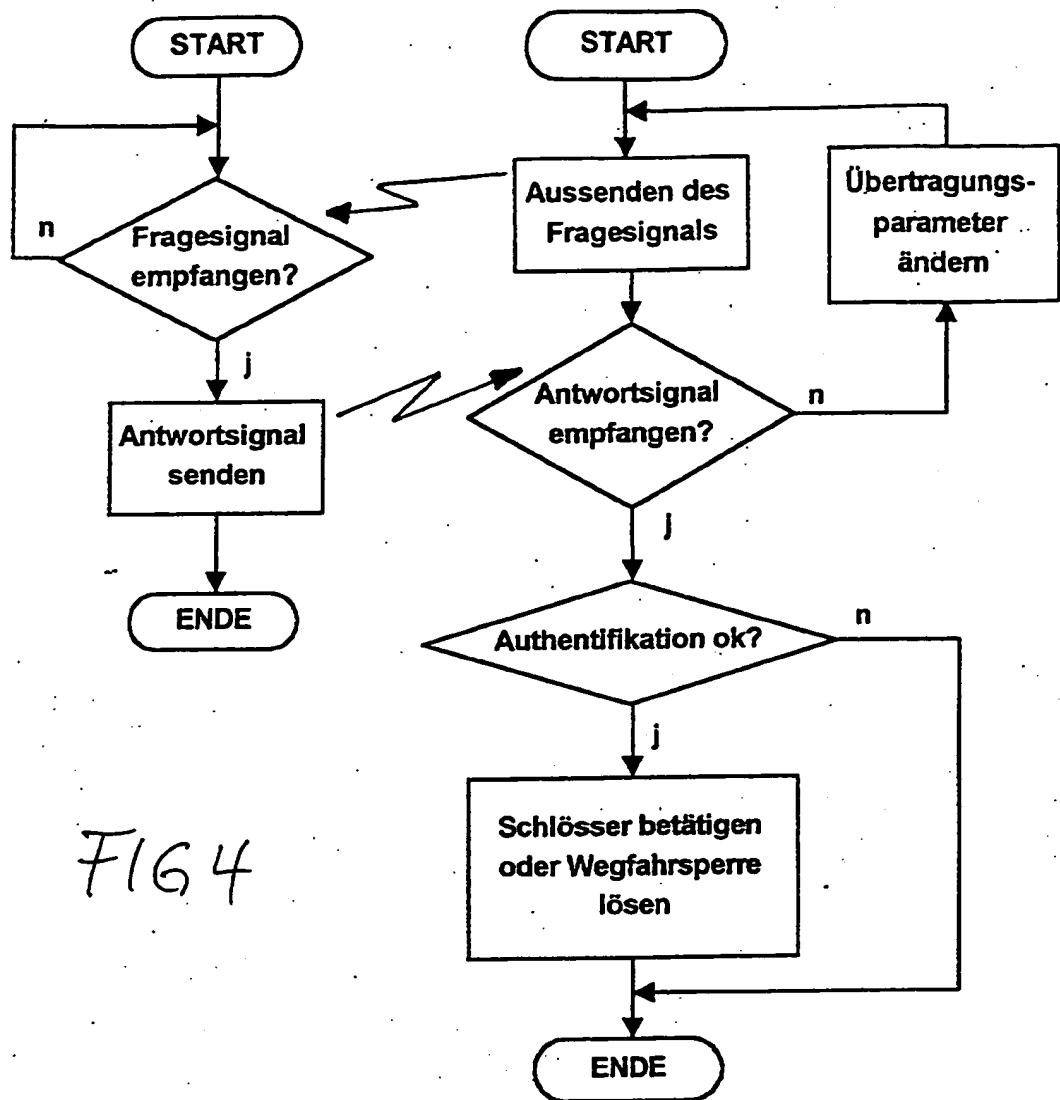 START
n
Fragesignal
empfangen?
j
Antwortsignal
senden
ENDE
START
Aussenden des
Fragesignals
Übertragungs-
parameter
ändern
Antwortsignal
empfangen?
n
j
Authentifikation ok?
n
j
Schlösser betätigen
oder Wegfahrsperre
lösen
ENDE
FIG 4